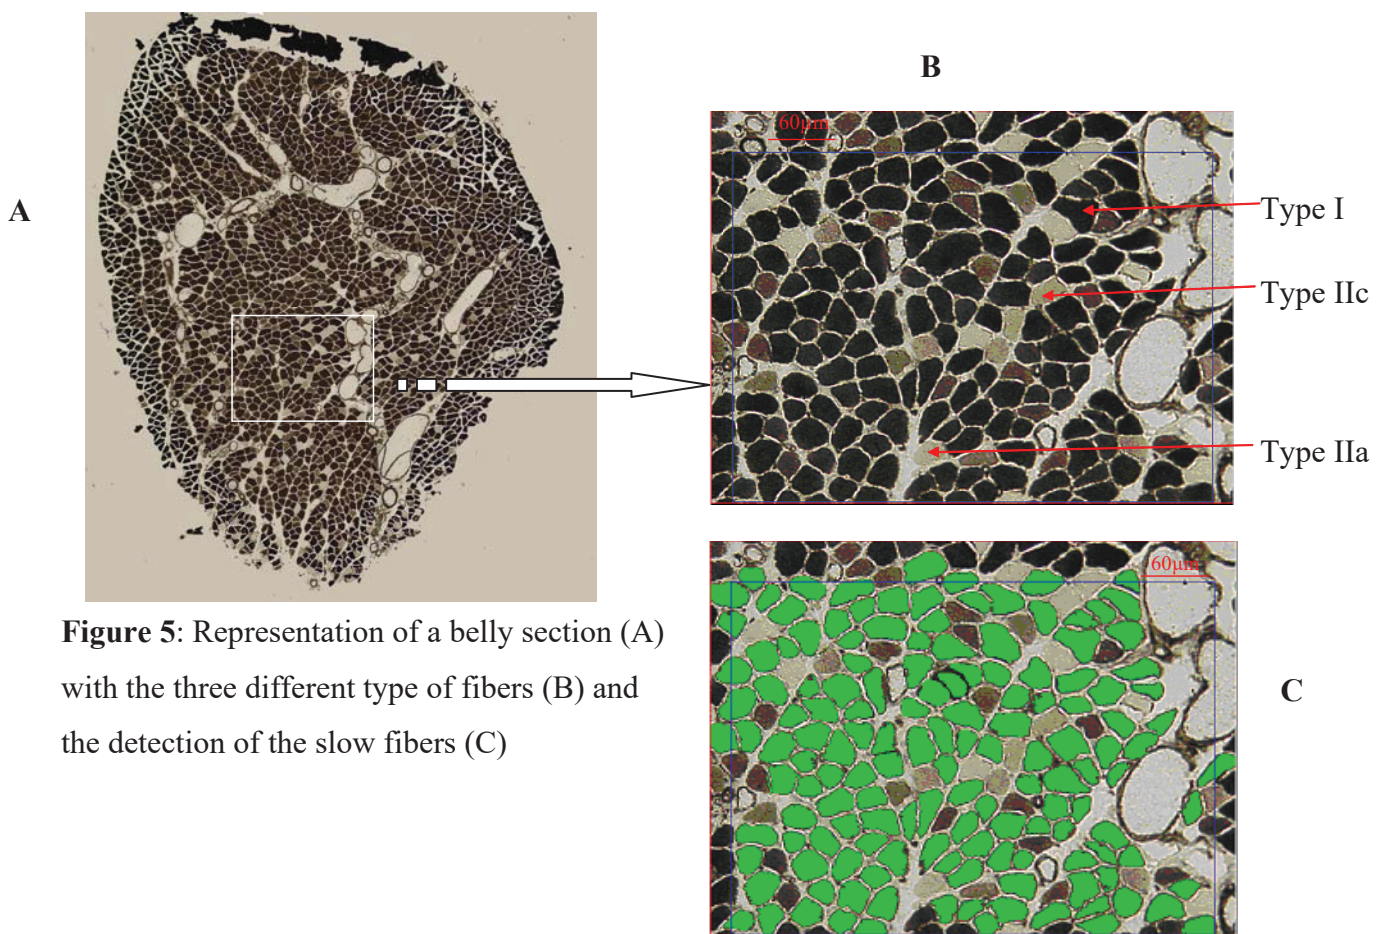 B
60µm
A
Type I
Type IIc
Type IIa
60µm
Figure 5: Representation of a belly section (A)
with the three different type of fibers (B) and
the detection of the slow fibers (C)
C